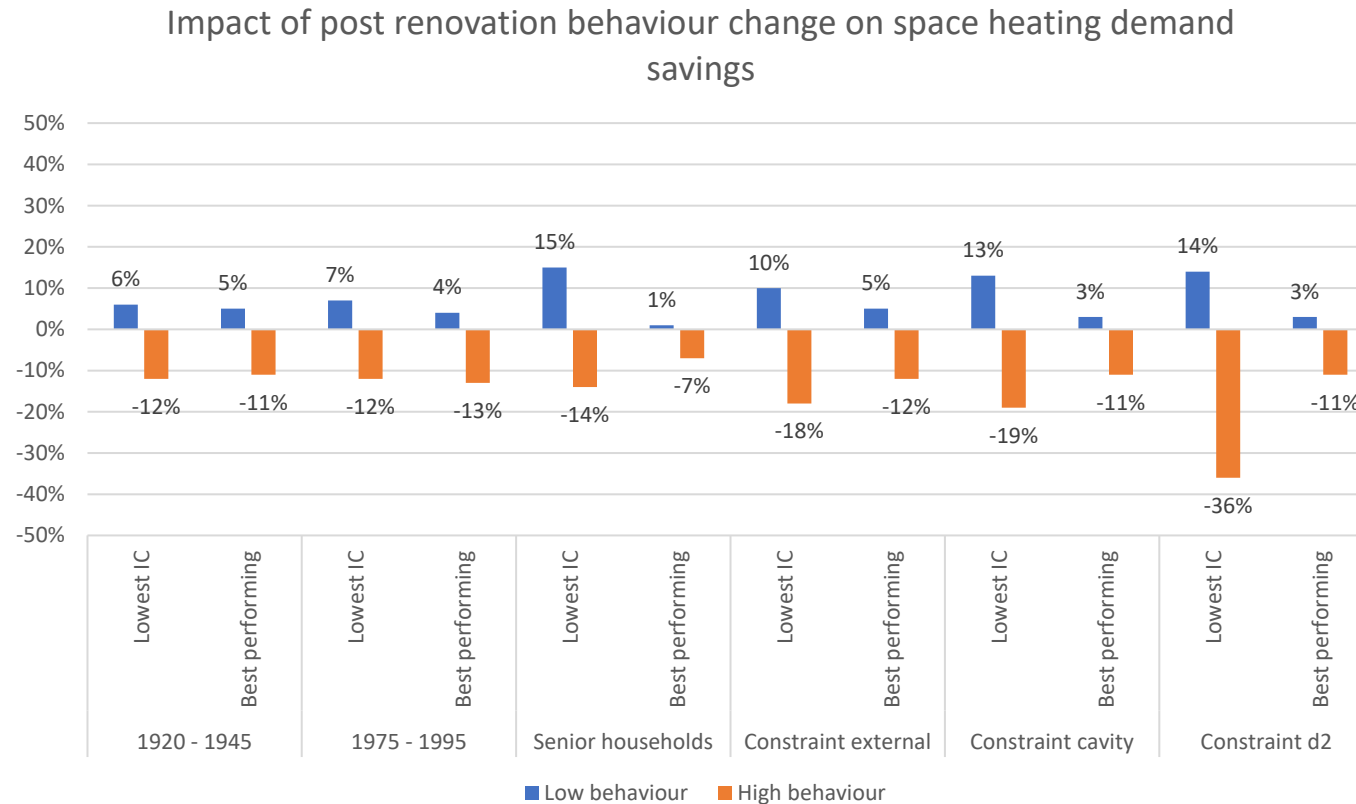 Impact of post renovation behaviour change on space heating demand
savings
50%
40%
30%
20%
10%
0%
-10%
-20%
-30%
-40%
-50%
6%
5%
7%
4%
15%
1%
10%
5%
13%
3%
14%
3%
-12%
-11%
-12%
-13%
-14%
-7%
-18%
-12%
-19%
-11%
-36%
-11%
Lowest IC
Best performing
Lowest IC
Best performing
Lowest IC
Best performing
Lowest IC
Best performing
Lowest IC
Best performing
Lowest IC
Best performing
1920 - 1945
1975 - 1995
Senior households
Constraint external
Constraint cavity
Constraint d2
Low behaviour
High behaviour